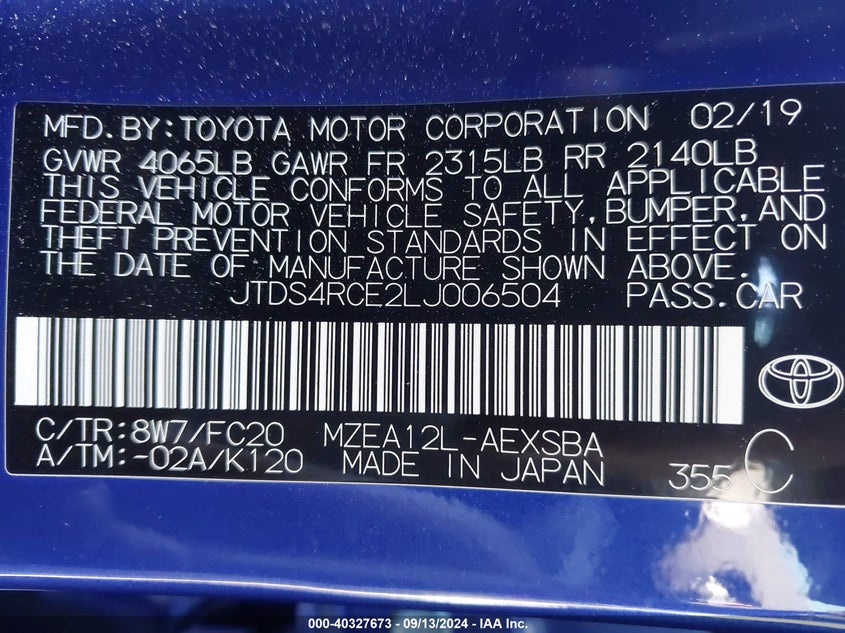 MFD.BY:TOYOTA MOTOR CORPORATION 02/19
GVWR 4065LB GAWR FR 2315LB RR 2140LB
THIS VEHICLE CONFORMS TO ALL APPLICABLE
FEDERAL MOTOR VEHICLE SAFETY,BUMPER,AND
THEFT PREVENTION STANDARDS IN EFFECT ON
THE DATE OF MANUFACTURE SHOWN ABOVE.
JTDS4RCE2LJ006504 PASS.CAR
C/TR:8W7/FC20 MZEA12L-AEXSBA
A/TM:-02A/K120 MADE IN JAPAN 355 C
000-40327673 - 09/13/2024 - IAA Inc.